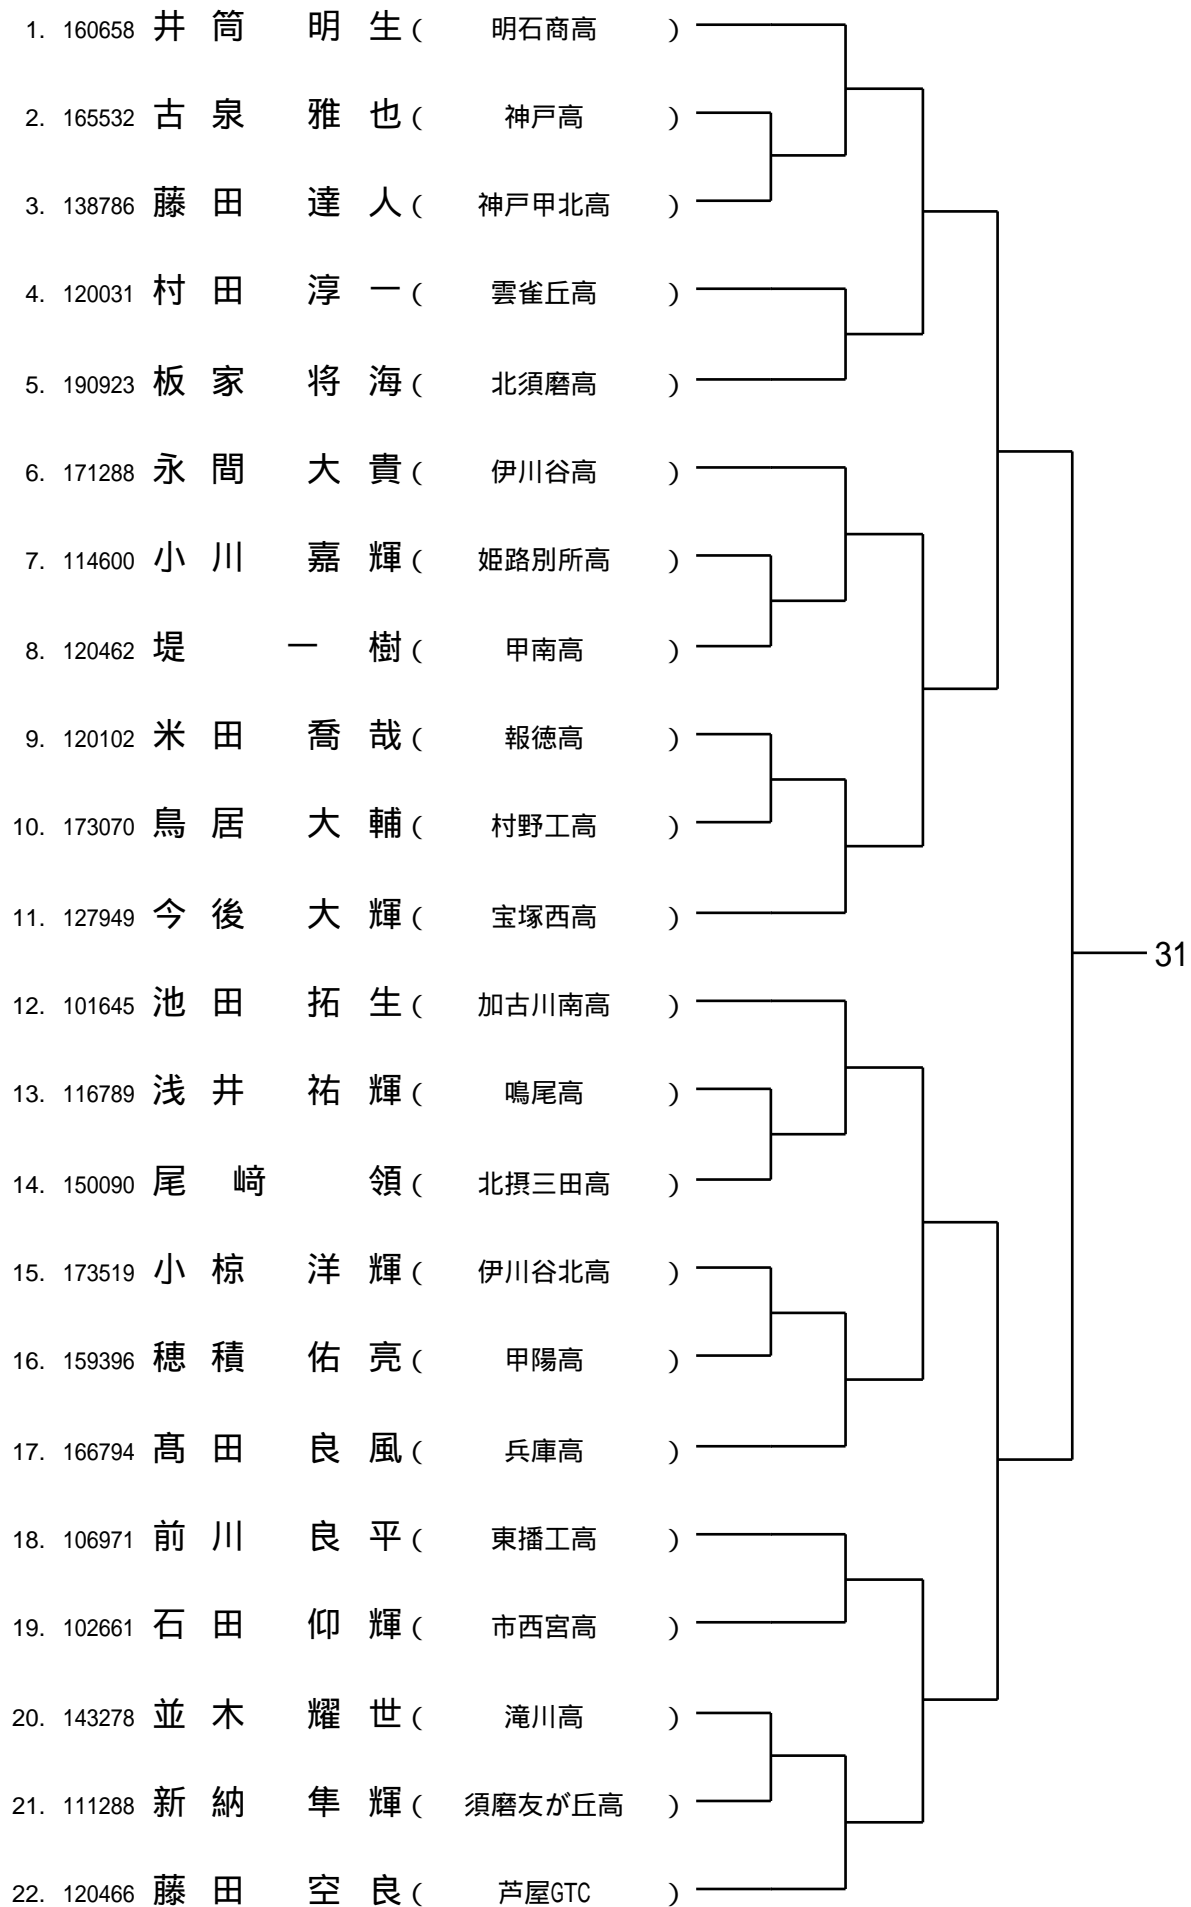 1. 160658 井筒 明生( 明石商高 )
2. 165532 古泉 雅也( 神戸高 )
3. 138786 藤田 達人( 神戸甲北高 )
4. 120031 村田 淳一( 雲雀丘高 )
5. 190923 板家 将海( 北須磨高 )
6. 171288 永間 大貴( 伊川谷高 )
7. 114600 小川 嘉輝( 姫路別所高 )
8. 120462 堤 一樹( 甲南高 )
9. 120102 米田 喬哉( 報徳高 )
10. 173070 鳥居 大輔( 村野工高 )
11. 127949 今後 大輝( 宝塚西高 )
31
12. 101645 池田 拓生( 加古川南高 )
13. 116789 浅井 祐輝( 鳴尾高 )
14. 150090 尾﨑 領( 北摂三田高 )
15. 173519 小椋 洋輝( 伊川谷北高 )
16. 159396 穂積 佑亮( 甲陽高 )
17. 166794 髙田 良風( 兵庫高 )
18. 106971 前川 良平( 東播工高 )
19. 102661 石田 仰輝( 市西宮高 )
20. 143278 並木 耀世( 滝川高 )
21. 111288 新納 隼輝( 須磨友が丘高 )
22. 120466 藤田 空良( 芦屋GTC )